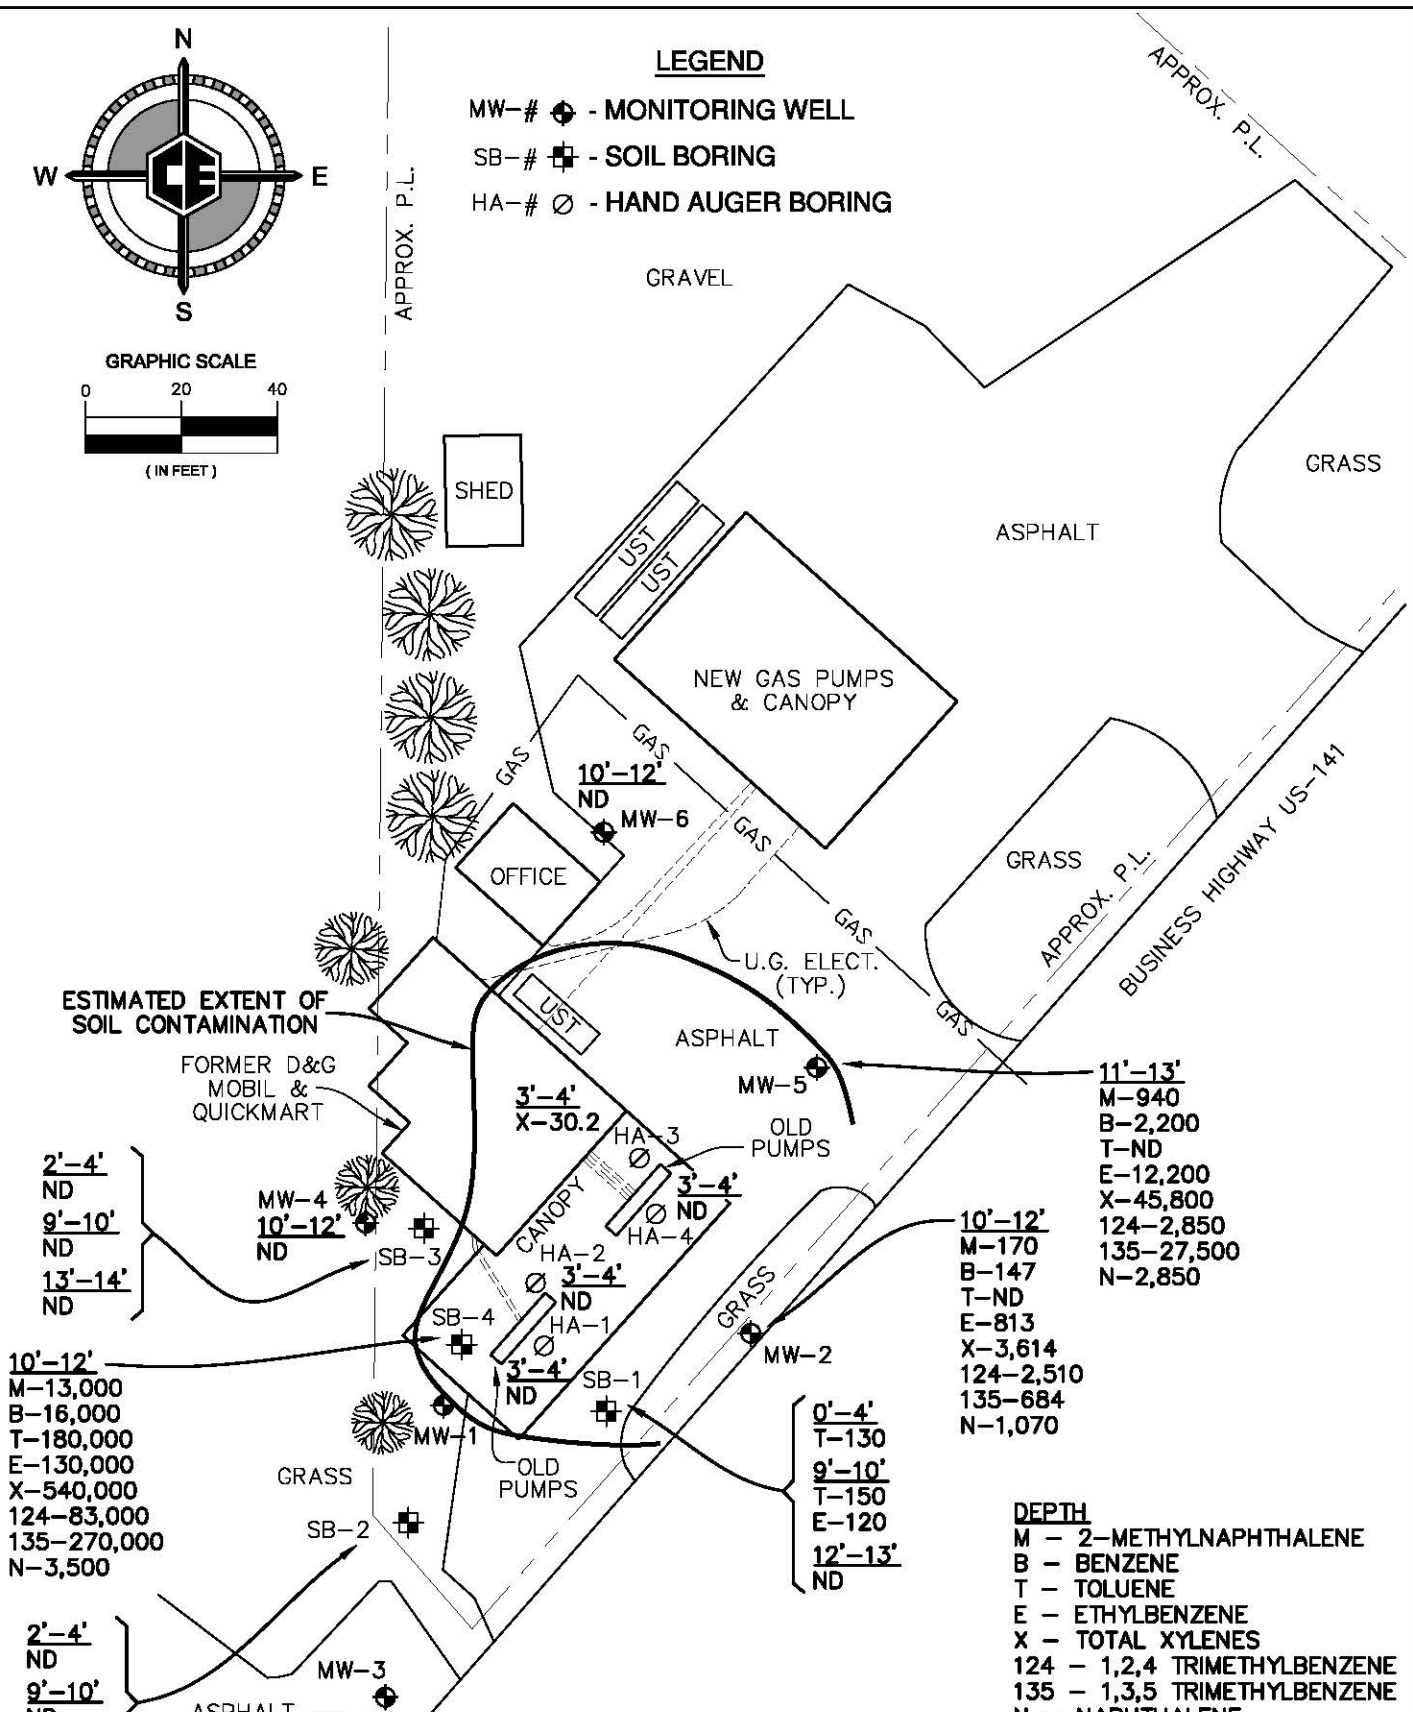 N
W
E
S
CE
GRAPHIC SCALE
0 20 40
( IN FEET )
LEGEND
MW-# - MONITORING WELL
SB-# - SOIL BORING
HA-# - HAND AUGER BORING
APPROX. P.L.
APPROX. P.L.
GRAVEL
SHED
UST
UST
ASPHALT
GRASS
NEW GAS PUMPS
& CANOPY
GAS
GAS
GAS
GAS
GAS
10'-12'
ND
MW-6
OFFICE
GRASS
APPROX. P.L.
BUSINESS HIGHWAY US-141
U.G. ELECT.
(TYP.)
ESTIMATED EXTENT OF
SOIL CONTAMINATION
UST
ASPHALT
MW-5
FORMER D&G
MOBIL &
QUICKMART
3'-4'
X-30.2
HA-3
OLD
PUMPS
11'-13'
M-940
B-2,200
T-ND
E-12,200
X-45,800
124-2,850
135-27,500
N-2,850
2'-4'
ND
9'-10'
ND
13'-14'
ND
MW-4
10'-12'
ND
SB-3
CANOPY
3'-4'
ND
HA-4
HA-2
3'-4'
ND
GRASS
10'-12'
M-170
B-147
T-ND
E-813
X-3,614
124-2,510
135-684
N-1,070
SB-4
HA-1
3'-4'
ND
MW-2
SB-1
10'-12'
M-13,000
B-16,000
T-180,000
E-130,000
X-540,000
124-83,000
135-270,000
N-3,500
MW-1
OLD
PUMPS
0'-4'
T-130
9'-10'
T-150
E-120
12'-13'
ND
GRASS
SB-2
DEPTH
M - 2-METHYLNAPHTHALENE
B - BENZENE
T - TOLUENE
E - ETHYLBENZENE
X - TOTAL XYLENES
124 - 1,2,4 TRIMETHYLBENZENE
135 - 1,3,5 TRIMETHYLBENZENE
N - NAPHTHALENE
2'-4'
ND
9'-10'
ND
MW-3
ASPHALT